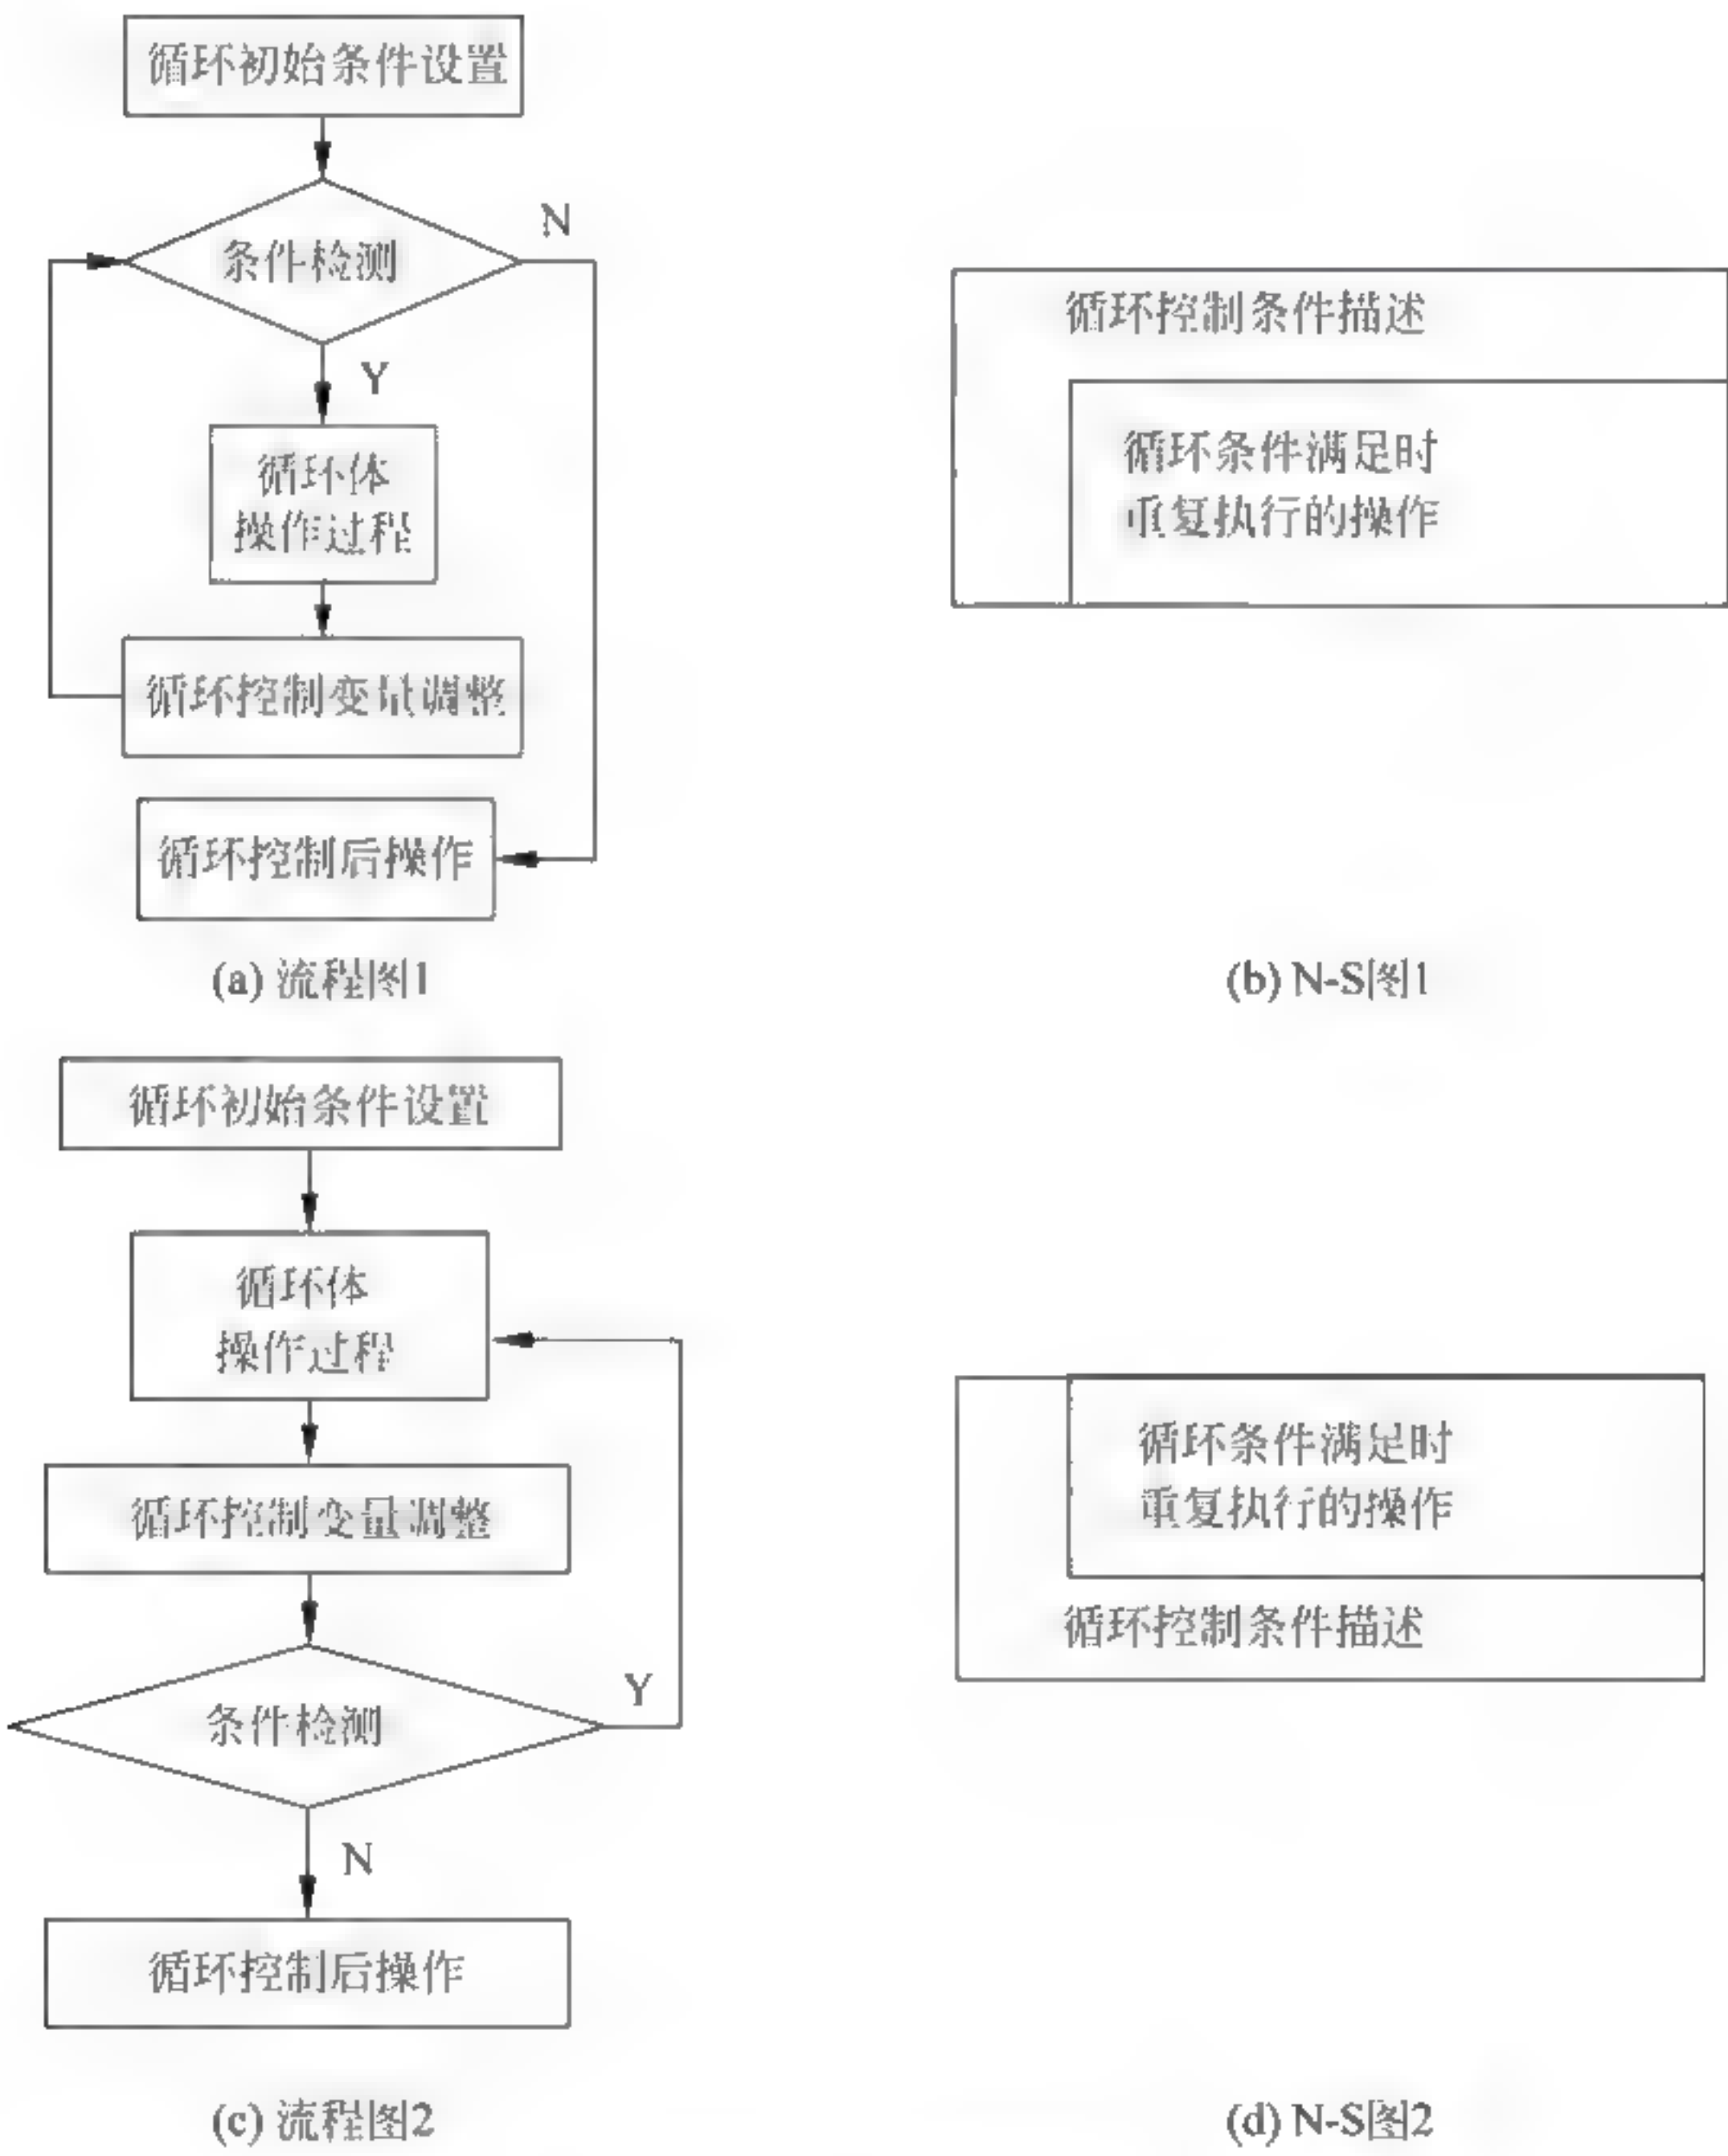 循环初始条件设置
条件检测
N
Y
循环体
操作过程
循环控制变量调整
循环控制后操作
(a) 流程图1
循环控制条件描述
循环条件满足时
重复执行的操作
(b) N-S图1
循环初始条件设置
循环体
操作过程
循环控制变量调整
条件检测
Y
N
循环控制后操作
(c) 流程图2
循环条件满足时
重复执行的操作
循环控制条件描述
(d) N-S图2